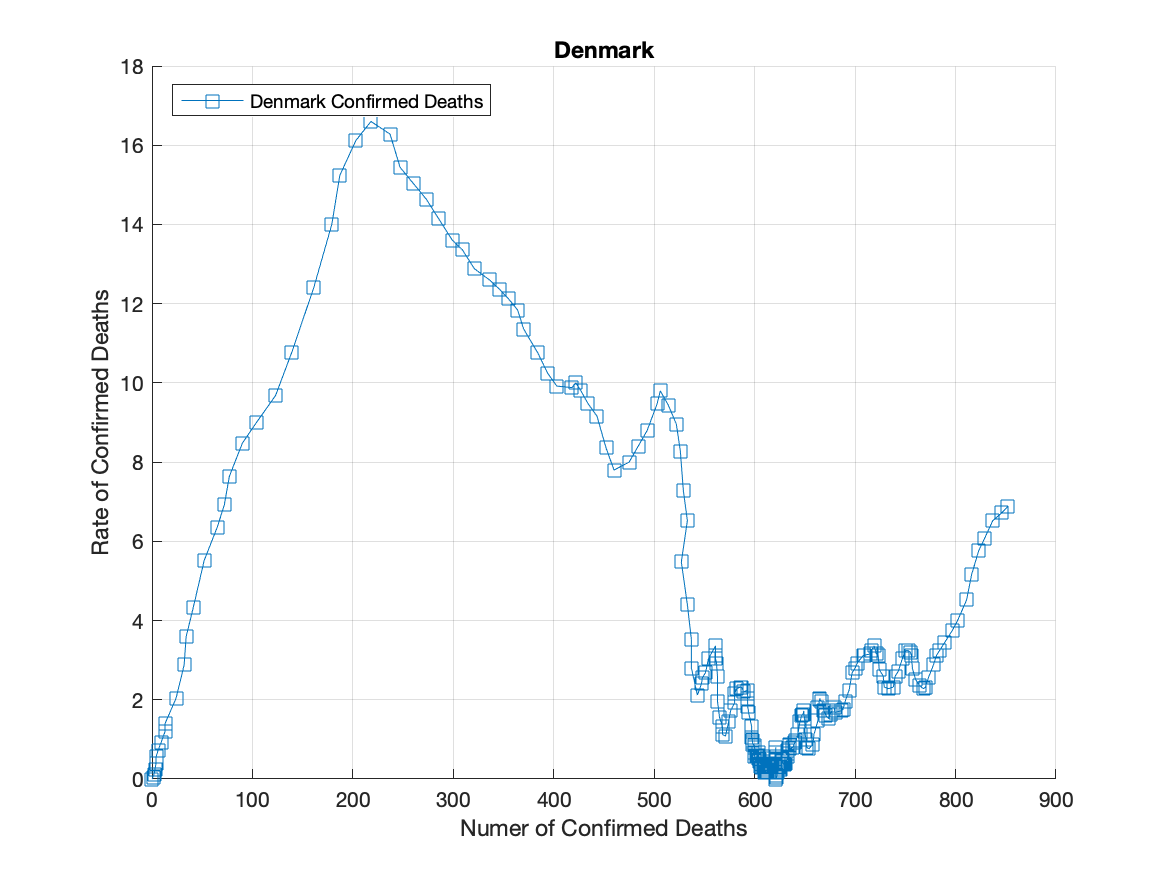 Denmark
Denmark Confirmed Deaths
18
16
14
12
10
8
6
4
2
0
Rate of Confirmed Deaths
0 100 200 300 400 500 600 700 800 900
Numer of Confirmed Deaths